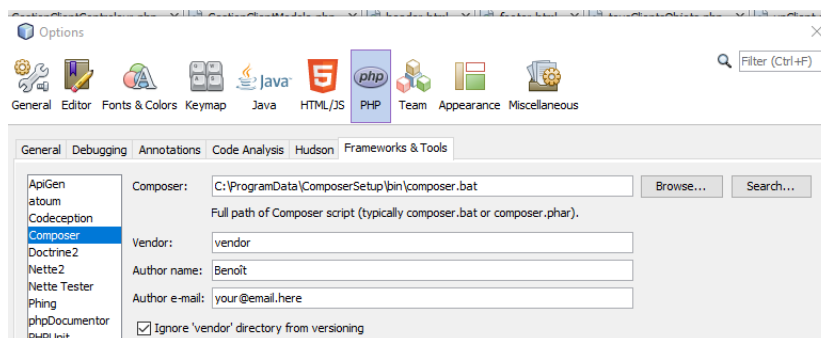 Options
Filter (Ctrl+F)
General Editor Fonts & Colors Keymap Java HTML/JS PHP Team Appearance Miscellaneous
General Debugging Annotations Code Analysis Hudson Frameworks & Tools
ApiGen
atoum
Codeception
Composer
Doctrine2
Nette2
Nette Tester
Phing
phpDocumentor
PHPUnit
Composer: C:\ProgramData\ComposerSetup\bin\composer.bat Browse... Search...
Full path of Composer script (typically composer.bat or composer.phar).
Vendor: vendor
Author name: Benoît
Author e-mail: your@email.here
Ignore 'vendor' directory from versioning